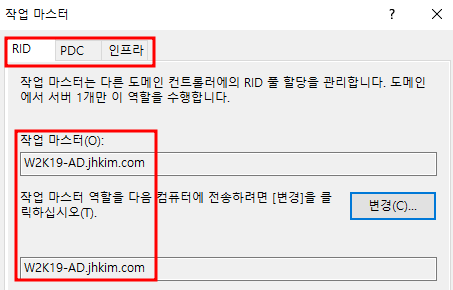 작업 마스터
RID PDC 인프라
작업 마스터는 다른 도메인 컨트롤러에의 RID 풀 할당을 관리합니다. 도메인
에서 서버 1개만 이 역할을 수행합니다.
작업 마스터(O):
W2K19-AD.jhkim.com
작업 마스터 역할을 다음 컴퓨터에 전송하려면 [변경]을 클
릭하십시오(T).
변경(C)...
W2K19-AD.jhkim.com